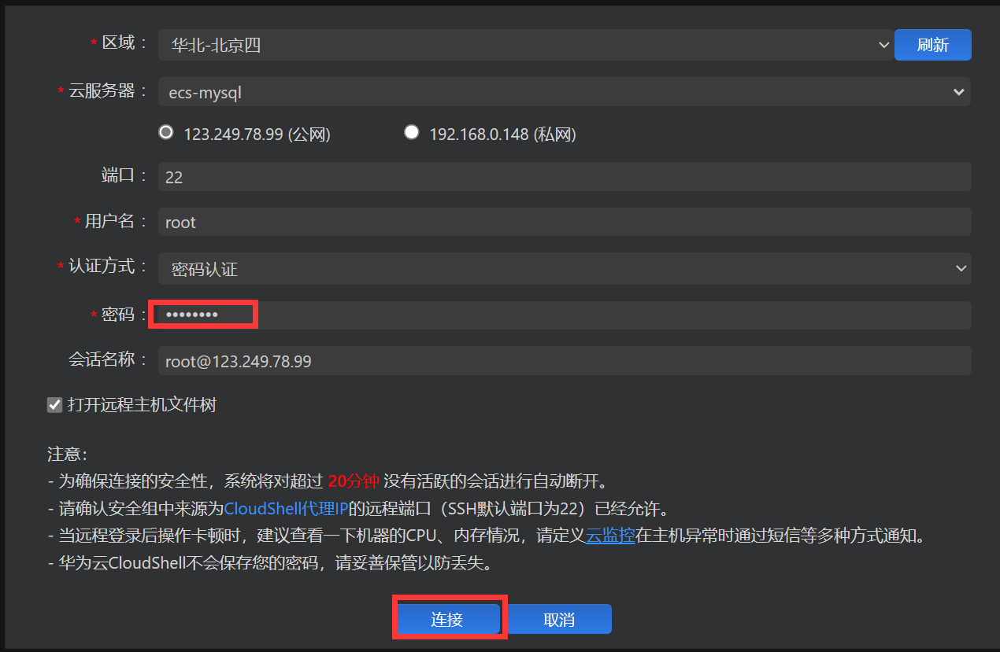 * 区域 : 华北-北京四 刷新
* 云服务器 : ecs-mysql
123.249.78.99 (公网) 192.168.0.148 (私网)
端口 : 22
* 用户名 : root
* 认证方式 : 密码认证
* 密码 : ••••••••
会话名称 : root@123.249.78.99
打开远程主机文件树
注意:
- 为确保连接的安全性，系统将对超过 20分钟 没有活跃的会话进行自动断开。
- 请确认安全组中来源为CloudShell代理IP的远程端口（SSH默认端口为22）已经允许。
- 当远程登录后操作卡顿时，建议查看一下机器的CPU、内存情况，请定义云监控在主机异常时通过短信等多种方式通知。
- 华为云CloudShell不会保存您的密码，请妥善保管以防丢失。
连接 取消